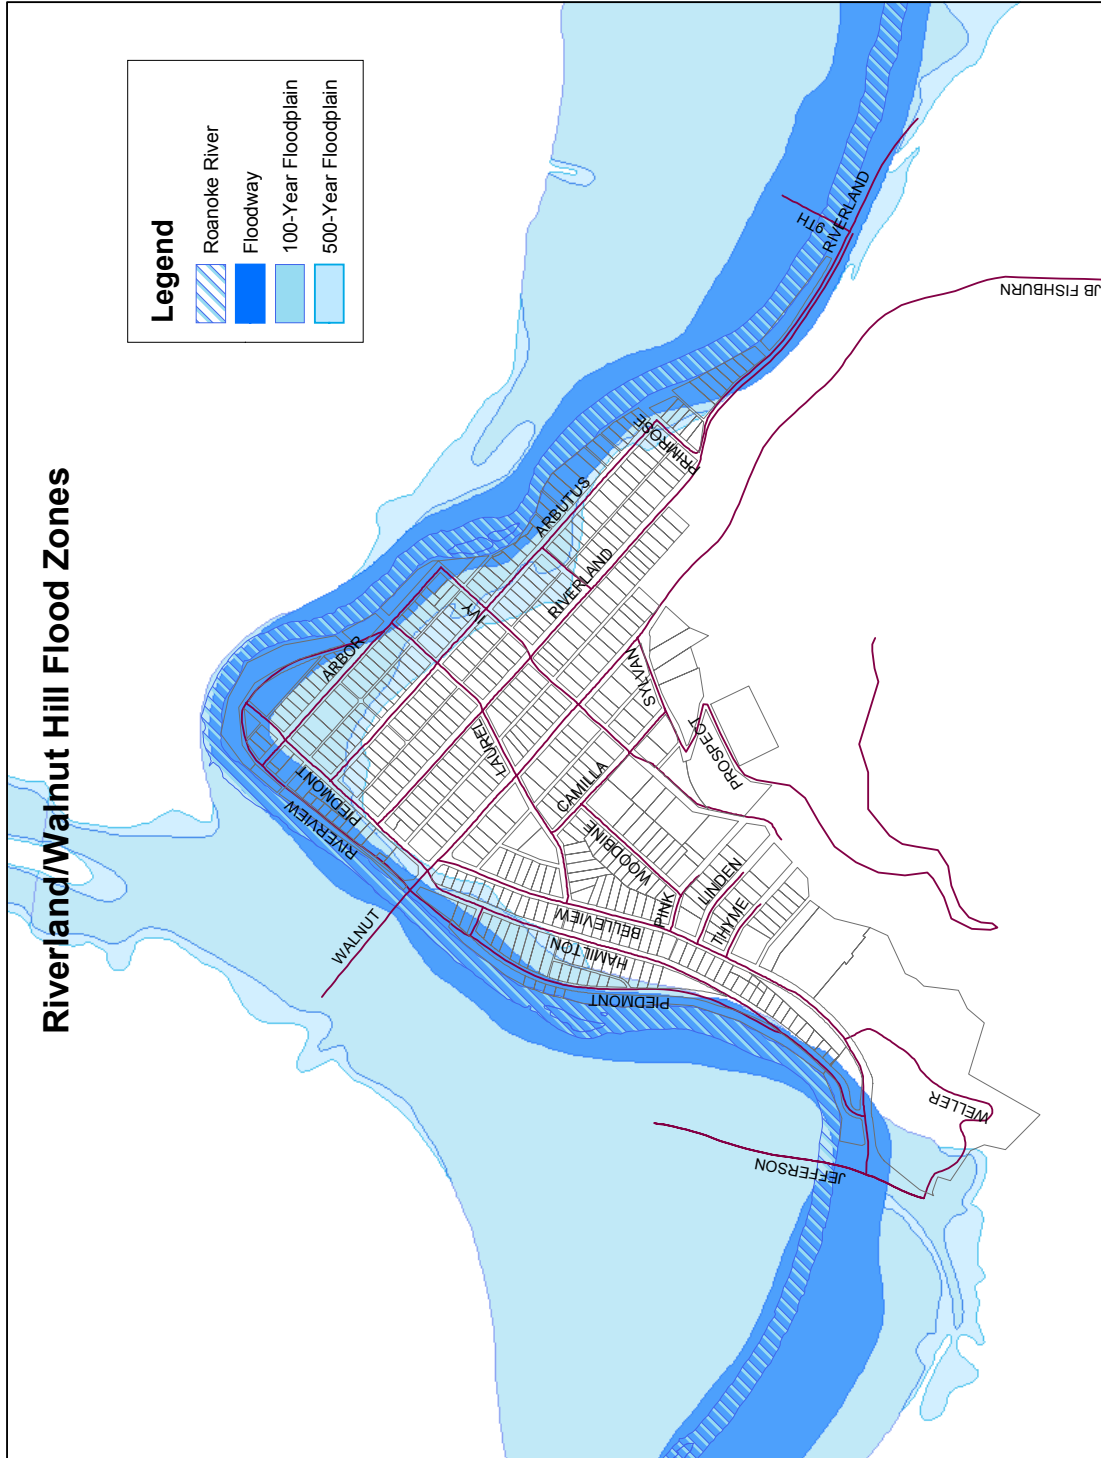 Riverland/Walnut Hill Flood Zones
Legend
Roanoke River
Floodway
100-Year Floodplain
500-Year Floodplain
WALNUT
RIVERVIEW
PIEDMONT
ARBOR
IVY
ARBUTUS
PRIMROSE
RIVERLAND
LAUREL
CAMILLA
SYLVAN
PROSPECT
WOODBINE
PINK
LINDEN
THYME
BELLEVIEW
HAMILTON
PIEDMONT
JEFFERSON
WELLER
9TH
RIVERLAND
JB FISHBURN